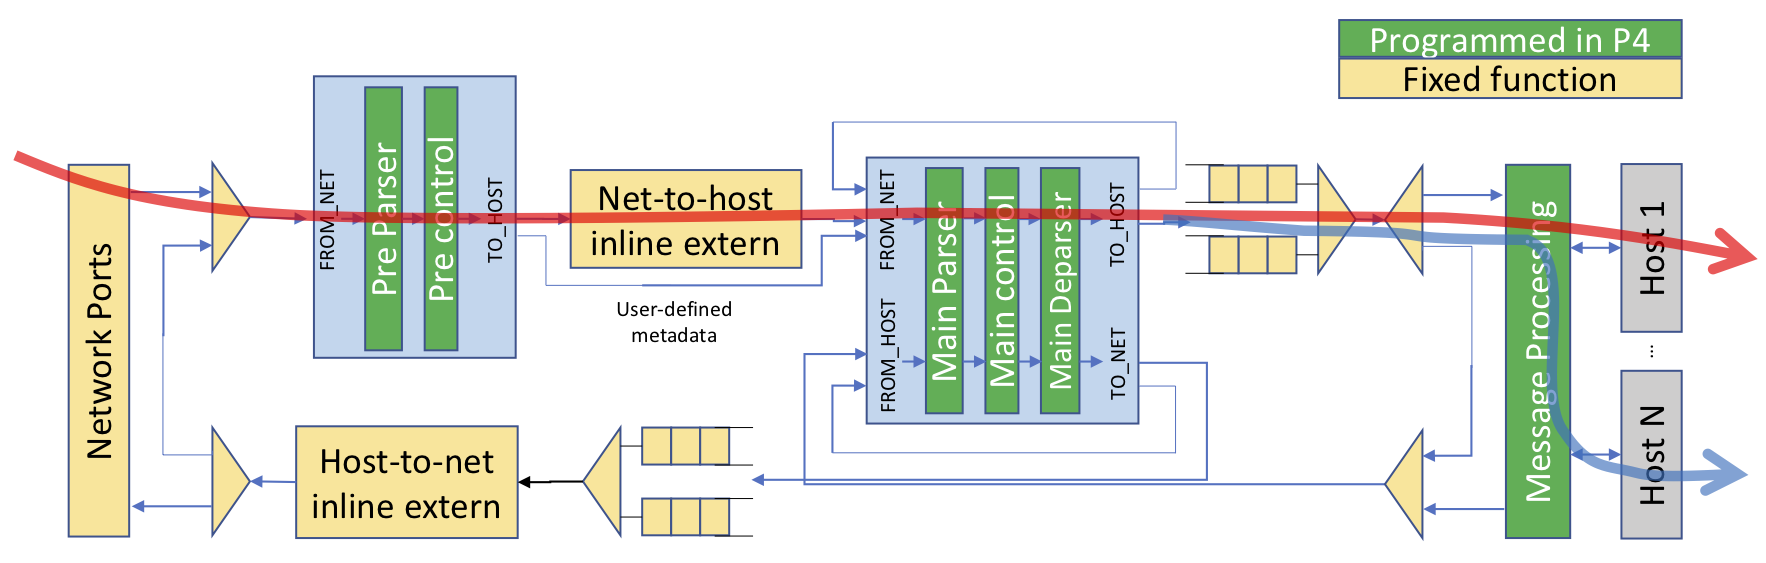 Programmed in P4
Fixed function
Network Ports
FROM_NET
Pre Parser
Pre control
TO_HOST
Net-to-host
inline extern
User-defined
metadata
FROM_NET
FROM_HOST
Main Parser
Main control
Main Deparser
TO_HOST
TO_NET
Message Processing
Host 1
...
Host N
Host-to-net
inline extern